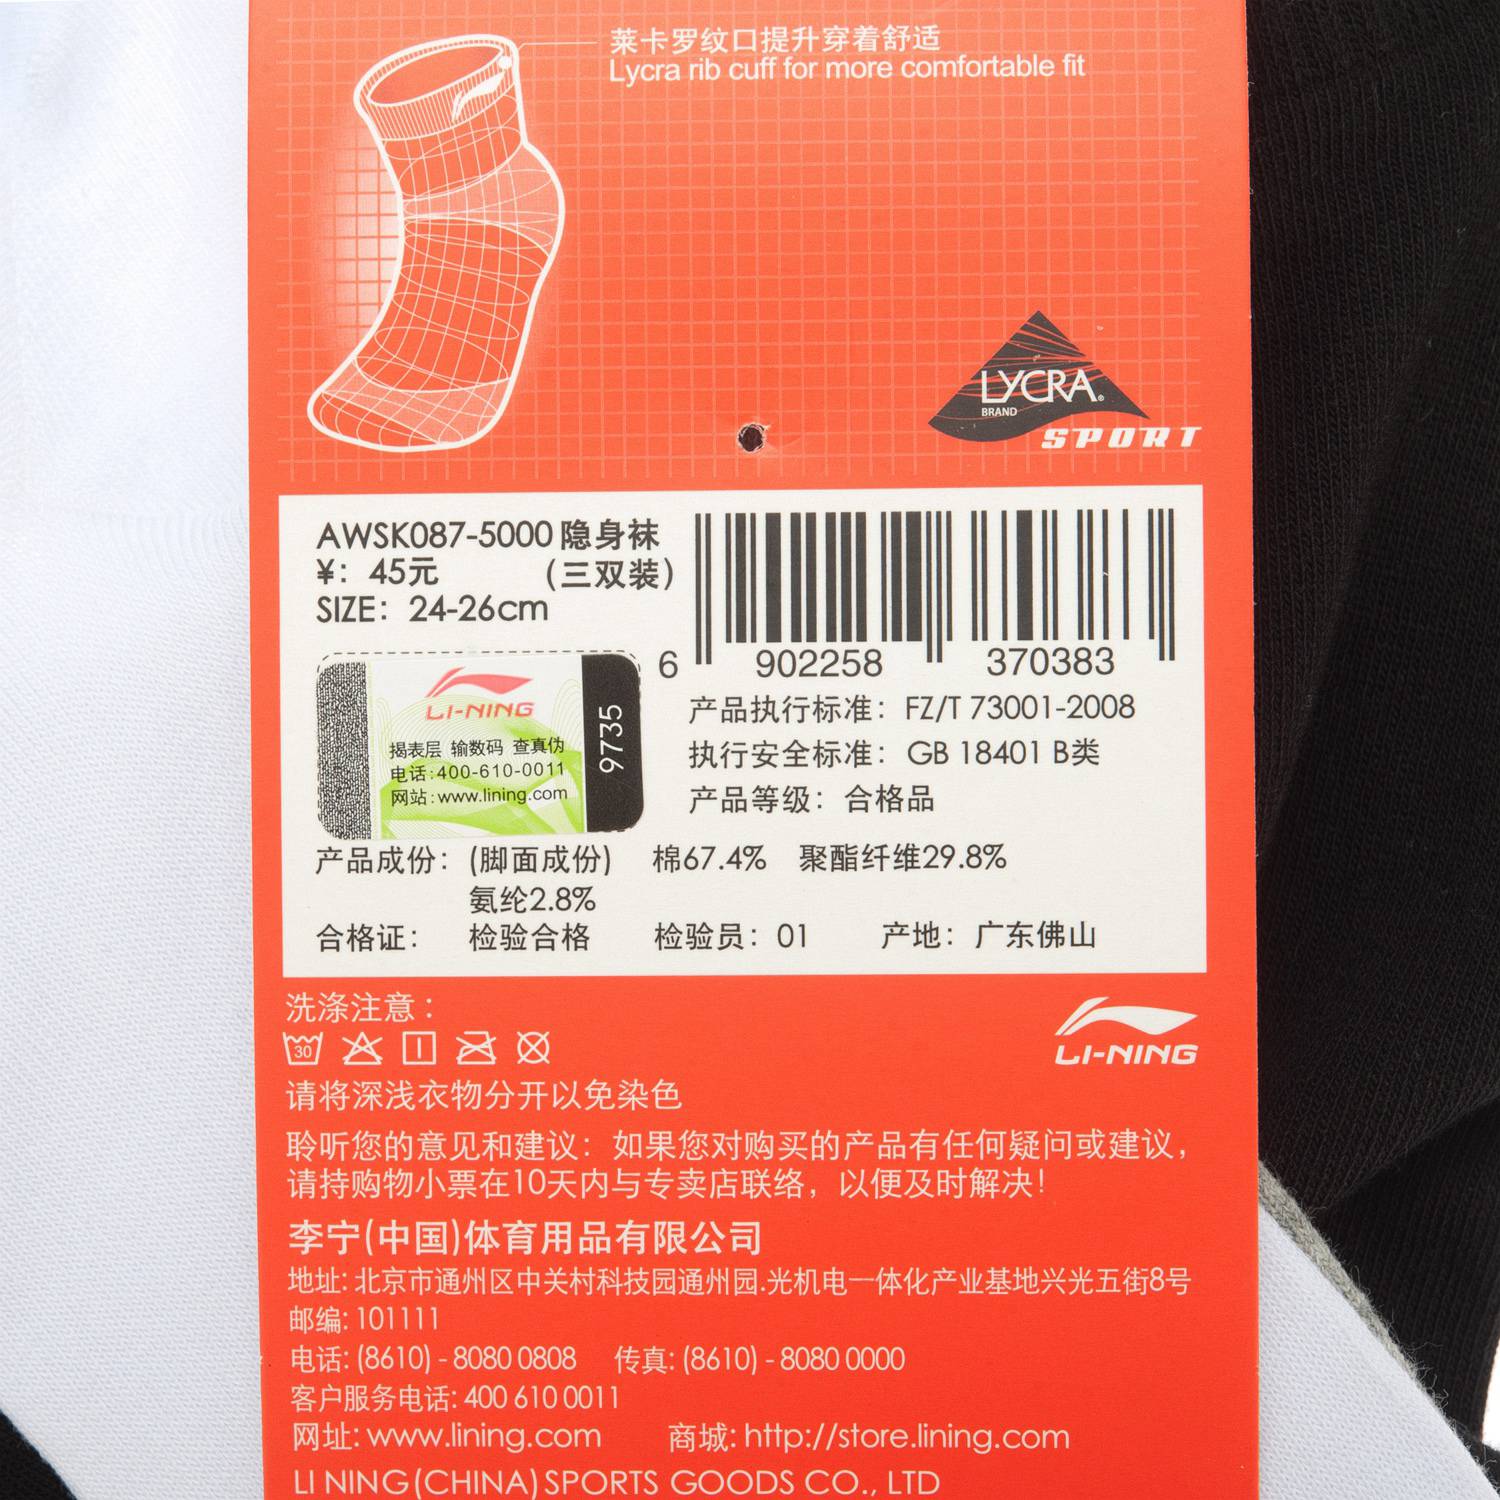 莱卡罗纹口提升穿着舒适
Lycra rib cuff for more comfortable fit
LYCRA®
BRAND
SPORT
AWSK087-5000 隐身袜
¥：45元 （三双装）
SIZE：24-26cm
6 902258 370383
LI-NING
揭表层 输数码 查真伪
电话:400-610-0011
网站:www.lining.com
9735
产品执行标准：FZ/T 73001-2008
执行安全标准：GB 18401 B类
产品等级：合格品
产品成份：(脚面成份) 棉67.4% 聚酯纤维29.8%
氨纶2.8%
合格证： 检验合格 检验员：01 产地：广东佛山
洗涤注意：
30
LI-NING
请将深浅衣物分开以免染色
聆听您的意见和建议：如果您对购买的产品有任何疑问或建议，
请持购物小票在10天内与专卖店联络，以便及时解决！
李宁(中国)体育用品有限公司
地址: 北京市通州区中关村科技园通州园.光机电一体化产业基地兴光五街8号
邮编: 101111
电话: (8610) - 8080 0808 传真: (8610) - 8080 0000
客户服务电话: 400 610 0011
网址: www.lining.com 商城: http://store.lining.com
LI NING (CHINA) SPORTS GOODS CO., LTD